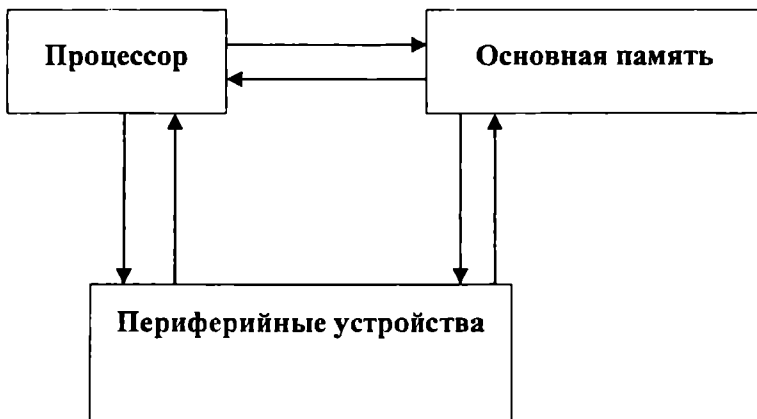 Процессор
Основная память
Периферийные устройства